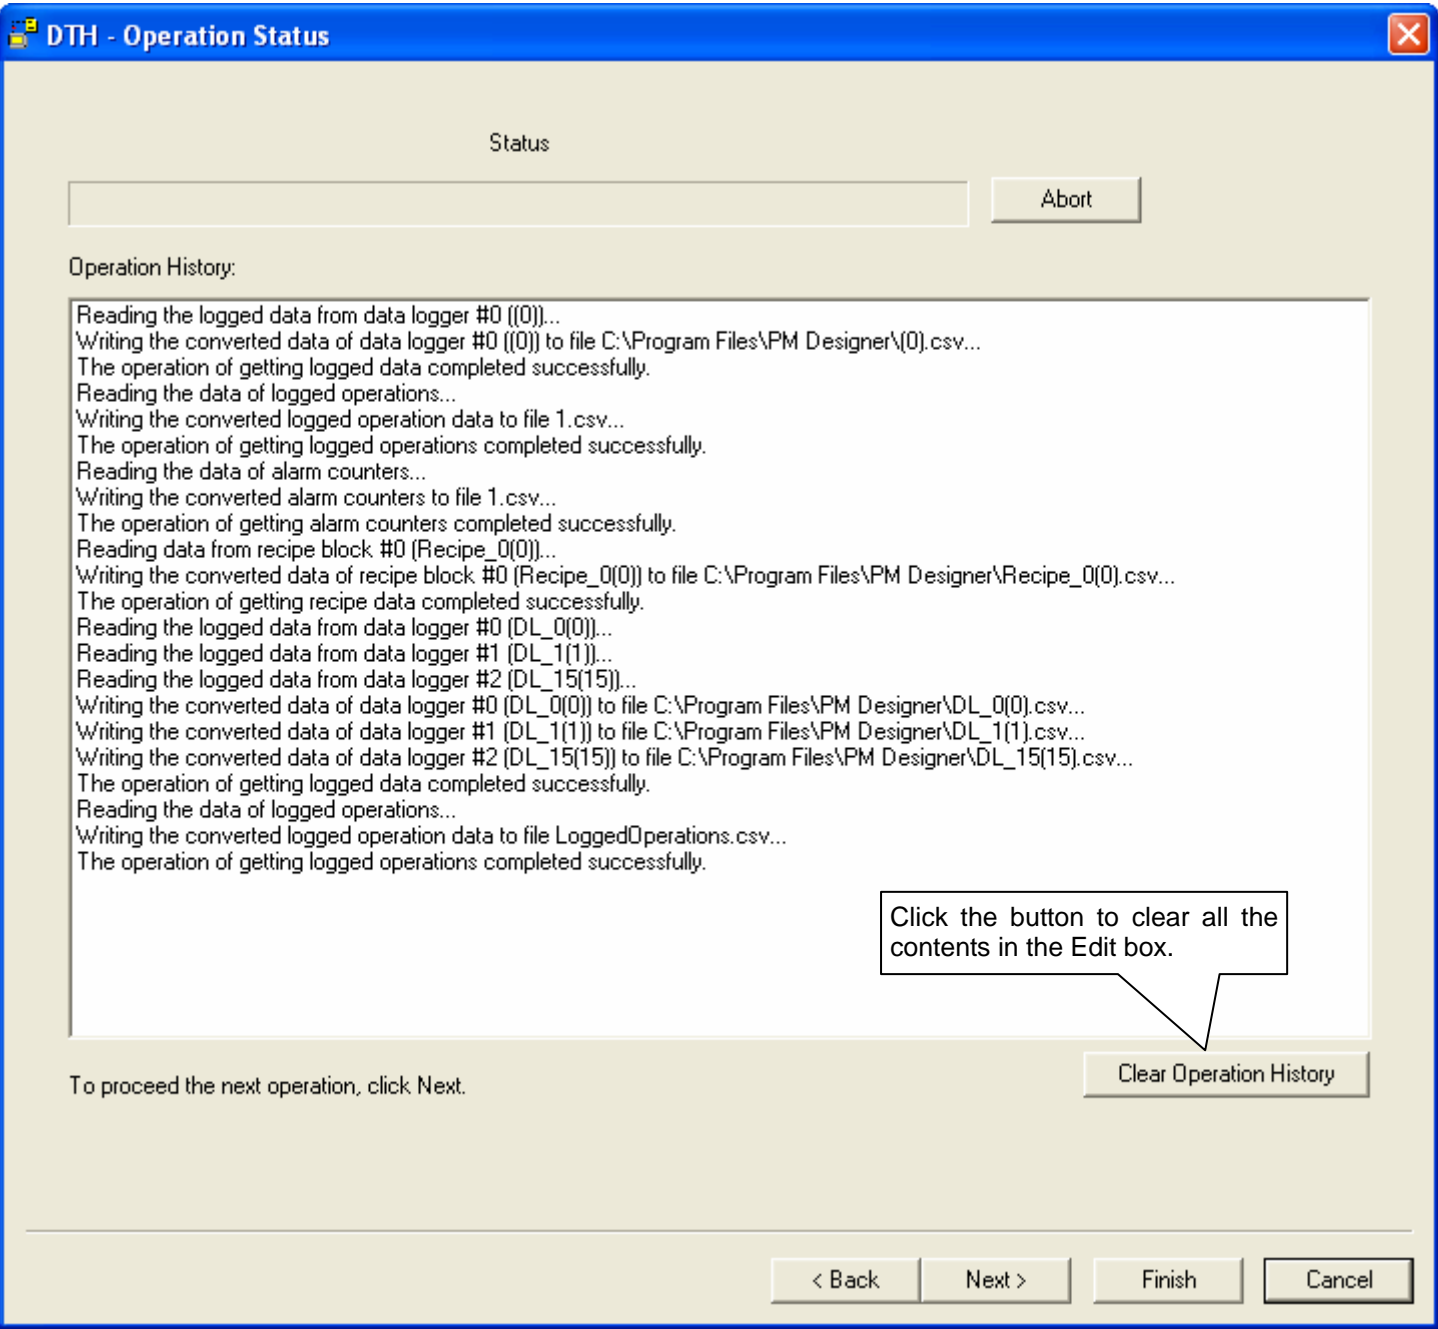 DTH - Operation Status
Status
Abort
Operation History:
Reading the logged data from data logger #0 ((0))...
Writing the converted data of data logger #0 ((0)) to file C:\Program Files\PM Designer\(0).csv...
The operation of getting logged data completed successfully.
Reading the data of logged operations...
Writing the converted logged operation data to file 1.csv...
The operation of getting logged operations completed successfully.
Reading the data of alarm counters...
Writing the converted alarm counters to file 1.csv...
The operation of getting alarm counters completed successfully.
Reading data from recipe block #0 (Recipe_0(0))...
Writing the converted data of recipe block #0 (Recipe_0(0)) to file C:\Program Files\PM Designer\Recipe_0(0).csv...
The operation of getting recipe data completed successfully.
Reading the logged data from data logger #0 (DL_0(0))...
Reading the logged data from data logger #1 (DL_1(1))...
Reading the logged data from data logger #2 (DL_15(15))...
Writing the converted data of data logger #0 (DL_0(0)) to file C:\Program Files\PM Designer\DL_0(0).csv...
Writing the converted data of data logger #1 (DL_1(1)) to file C:\Program Files\PM Designer\DL_1(1).csv...
Writing the converted data of data logger #2 (DL_15(15)) to file C:\Program Files\PM Designer\DL_15(15).csv...
The operation of getting logged data completed successfully.
Reading the data of logged operations...
Writing the converted logged operation data to file LoggedOperations.csv...
The operation of getting logged operations completed successfully.
Click the button to clear all the
contents in the Edit box.
Clear Operation History
To proceed the next operation, click Next.
< Back
Next >
Finish
Cancel